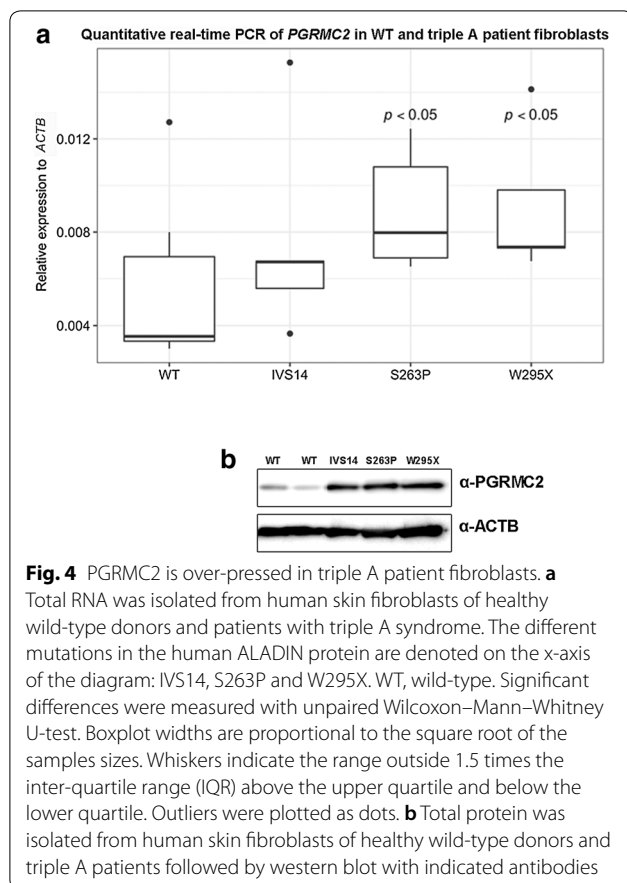 a Quantitative real-time PCR of PGRMC2 in WT and triple A patient fibroblasts
Relative expression to ACTB
0.012
0.008
0.004
p < 0.05
p < 0.05
WT
IVS14
S263P
W295X
b
WT WT IVS14 S263P W295X
α-PGRMC2
α-ACTB
Fig. 4 PGRMC2 is over-pressed in triple A patient fibroblasts. a
Total RNA was isolated from human skin fibroblasts of healthy
wild-type donors and patients with triple A syndrome. The different
mutations in the human ALADIN protein are denoted on the x-axis
of the diagram: IVS14, S263P and W295X. WT, wild-type. Significant
differences were measured with unpaired Wilcoxon–Mann–Whitney
U-test. Boxplot widths are proportional to the square root of the
samples sizes. Whiskers indicate the range outside 1.5 times the
inter-quartile range (IQR) above the upper quartile and below the
lower quartile. Outliers were plotted as dots. b Total protein was
isolated from human skin fibroblasts of healthy wild-type donors and
triple A patients followed by western blot with indicated antibodies